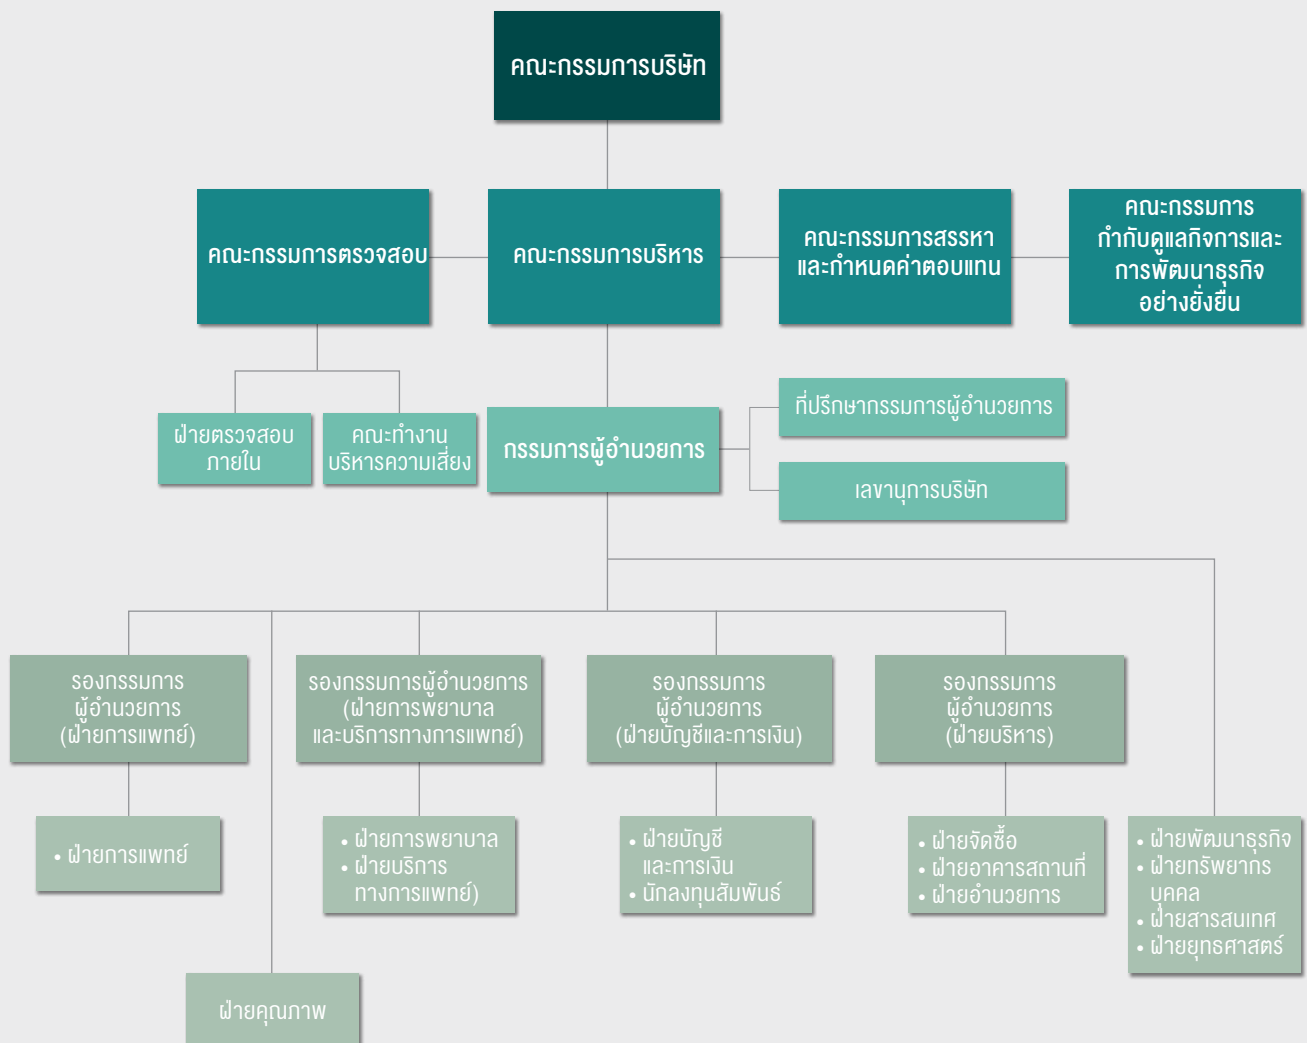 คณะกรรมการบริษัท
คณะกรรมการตรวจสอบ
คณะกรรมการบริหาร
คณะกรรมการสรรหา
และกำหนดค่าตอบแทน
คณะกรรมการ
กำกับดูแลกิจการและ
การพัฒนาธุรกิจ
อย่างยั่งยืน
ฝ่ายตรวจสอบ
ภายใน
คณะทำงาน
บริหารความเสี่ยง
กรรมการผู้อำนวยการ
ที่ปรึกษากรรมการผู้อำนวยการ
เลขานุการบริษัท
รองกรรมการ
ผู้อำนวยการ
(ฝ่ายการแพทย์)
รองกรรมการผู้อำนวยการ
(ฝ่ายการพยาบาล
และบริการทางการแพทย์)
รองกรรมการ
ผู้อำนวยการ
(ฝ่ายบัญชีและการเงิน)
รองกรรมการ
ผู้อำนวยการ
(ฝ่ายบริหาร)
• ฝ่ายการแพทย์
• ฝ่ายการพยาบาล
• ฝ่ายบริการ
ทางการแพทย์)
• ฝ่ายบัญชี
และการเงิน
• นักลงทุนสัมพันธ์
• ฝ่ายจัดซื้อ
• ฝ่ายอาคารสถานที่
• ฝ่ายอำนวยการ
• ฝ่ายพัฒนาธุรกิจ
• ฝ่ายทรัพยากร
บุคคล
• ฝ่ายสารสนเทศ
• ฝ่ายยุทธศาสตร์
ฝ่ายคุณภาพ